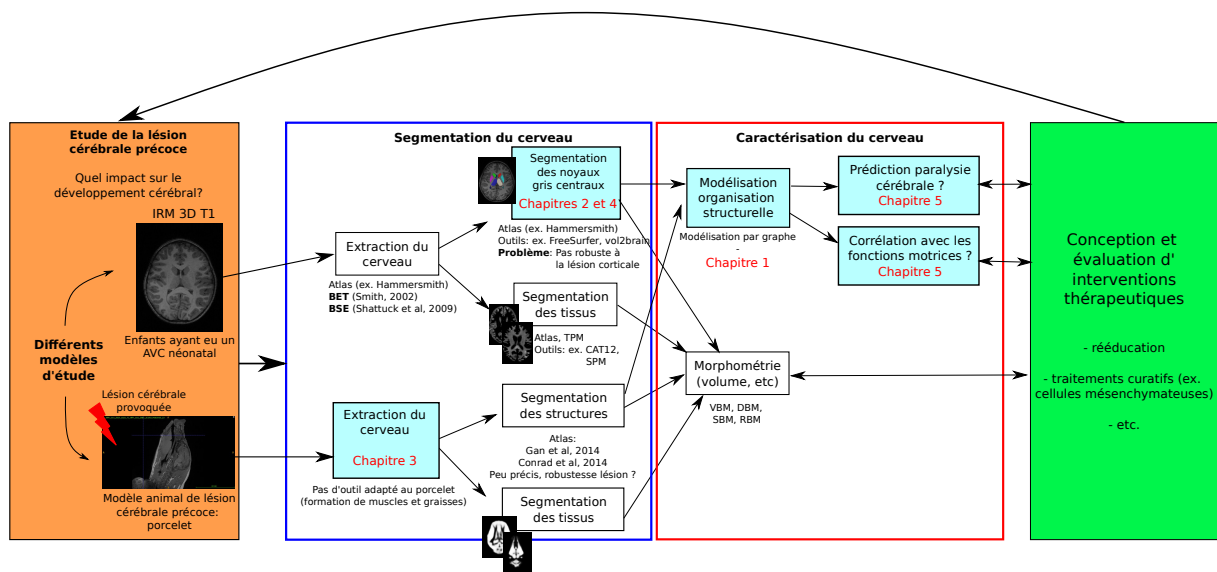 Etude de la lésion
cérébrale précoce
Quel impact sur le
développement cérébral?
IRM 3D T1
Enfants ayant eu un
AVC néonatal
Différents
modèles
d'étude
Lésion cérébrale
provoquée
Modèle animal de lésion
cérébrale précoce:
porcelet
Segmentation du cerveau
Extraction du
cerveau
Atlas (ex. Hammersmith)
BET (Smith, 2002)
BSE (Shattuck et al, 2009)
Segmentation
des noyaux
gris centraux
Chapitres 2 et 4
Atlas (ex. Hammersmith)
Outils: ex. FreeSurfer, vol2brain
Problème: Pas robuste à
la lésion corticale
Segmentation
des tissus
Atlas, TPM
Outils: ex. CAT12,
SPM
Extraction du
cerveau
Chapitre 3
Pas d'outil adapté au porcelet
(formation de muscles et graisses)
Segmentation
des structures
Atlas:
Gan et al, 2014
Conrad et al, 2014
Peu précis, robustesse lésion ?
Segmentation
des tissus
Caractérisation du cerveau
Modélisation
organisation
structurelle
Modélisation par graphe
-
Chapitre 1
Prédiction paralysie
cérébrale ?
Chapitre 5
Corrélation avec les
fonctions motrices ?
Chapitre 5
Morphométrie
(volume, etc)
VBM, DBM,
SBM, RBM
Conception et
évaluation d'
interventions
thérapeutiques
- rééducation
- traitements curatifs (ex.
cellules mésenchymateuses)
- etc.